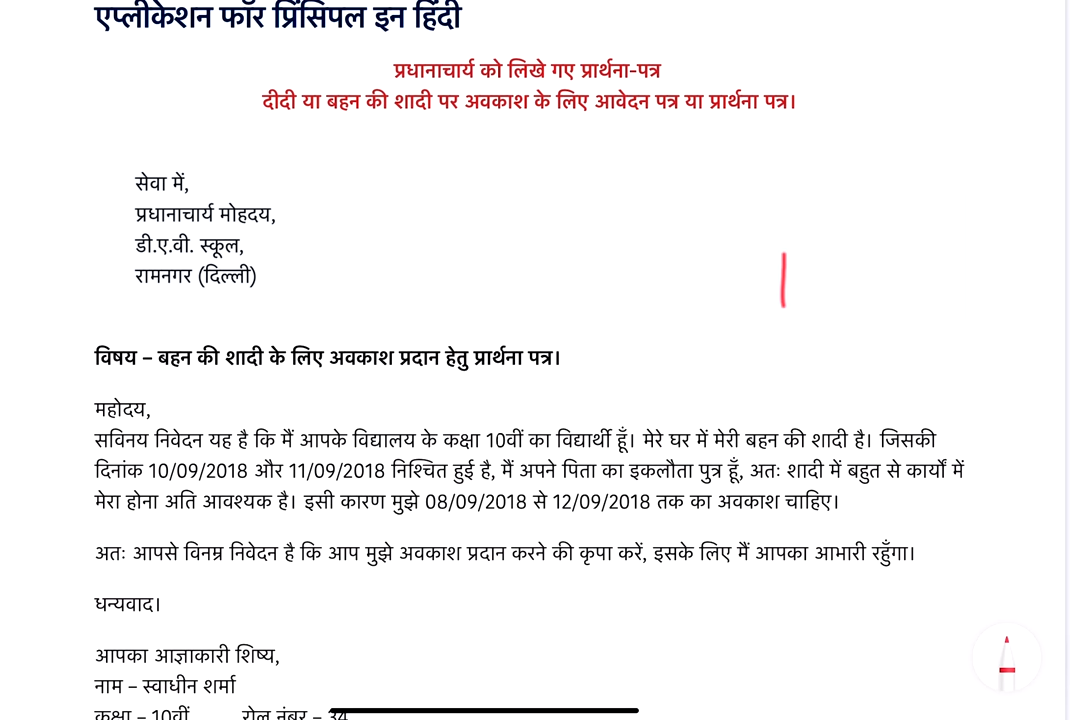 एप्लीकेशन फॉर प्रिंसिपल इन हिंदी
प्रधानाचार्य को लिखे गए प्रार्थना-पत्र
दीदी या बहन की शादी पर अवकाश के लिए आवेदन पत्र या प्रार्थना पत्र।
सेवा में,
प्रधानाचार्य मोहदय,
डी.ए.वी. स्कूल,
रामनगर (दिल्ली)
विषय – बहन की शादी के लिए अवकाश प्रदान हेतु प्रार्थना पत्र।
महोदय,
सविनय निवेदन यह है कि मैं आपके विद्यालय के कक्षा 10वीं का विद्यार्थी हूँ। मेरे घर में मेरी बहन की शादी है। जिसकी
दिनांक 10/09/2018 और 11/09/2018 निश्चित हुई है, मैं अपने पिता का इकलौता पुत्र हूँ, अतः शादी में बहुत से कार्यों में
मेरा होना अति आवश्यक है। इसी कारण मुझे 08/09/2018 से 12/09/2018 तक का अवकाश चाहिए।
अतः आपसे विनम्र निवेदन है कि आप मुझे अवकाश प्रदान करने की कृपा करें, इसके लिए मैं आपका आभारी रहुँगा।
धन्यवाद।
आपका आज्ञाकारी शिष्य,
नाम – स्वाधीन शर्मा
कक्षा – 10वीं रोल नंबर – 34